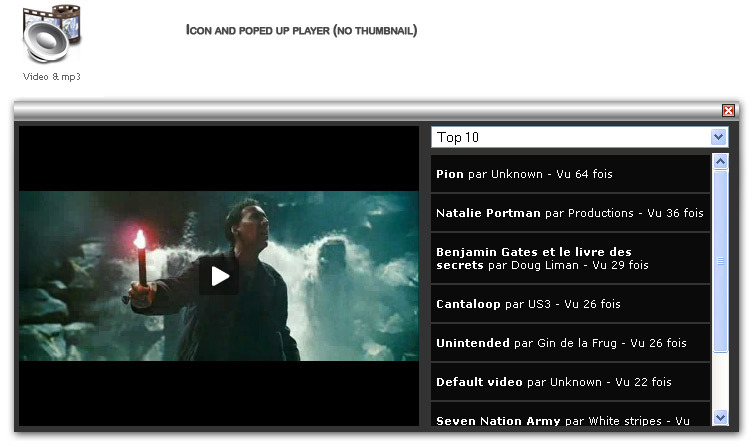 Icon and poped up player (no thumbnail)
Video & mp3
Top 10
Pion par Unknown - Vu 64 fois
Natalie Portman par Productions - Vu 36 fois
Benjamin Gates et le livre des
secrets par Doug Liman - Vu 29 fois
Cantaloop par US3 - Vu 26 fois
Unintended par Gin de la Frug - Vu 26 fois
Default video par Unknown - Vu 22 fois
Seven Nation Army par White stripes - Vu